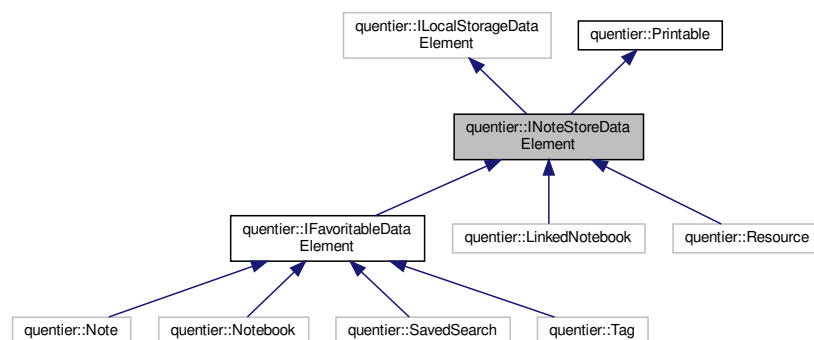 quentier::ILocalStorageData
Element
quentier::Printable
quentier::INoteStoreData
Element
quentier::IFavoritableData
Element
quentier::LinkedNotebook
quentier::Resource
quentier::Note
quentier::Notebook
quentier::SavedSearch
quentier::Tag